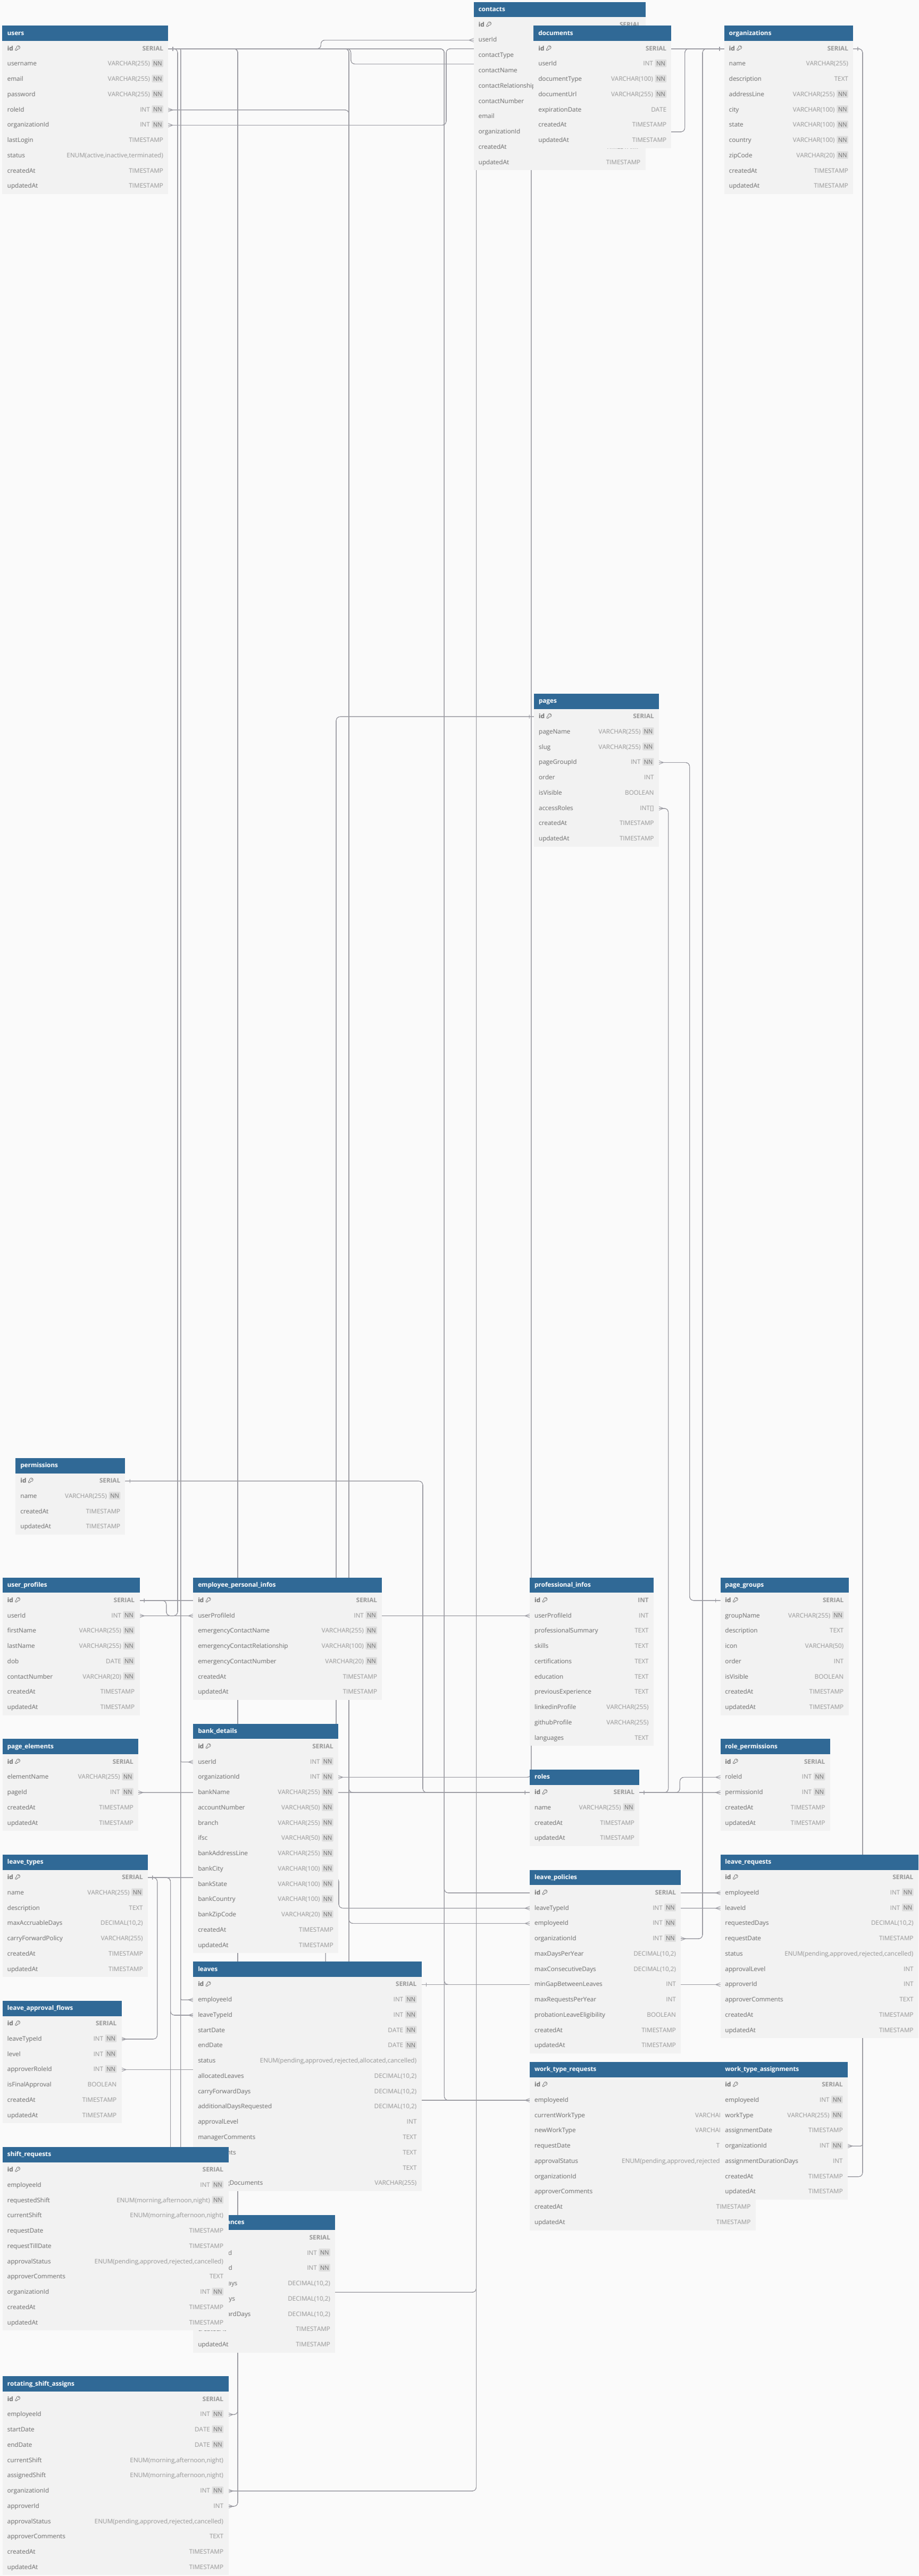 contacts
id SERIAL
userId
contactType
contactName
contactRelationship
contactNumber
email
organizationId
createdAt
updatedAt TIMESTAMP
users
id SERIAL
username VARCHAR(255) NN
email VARCHAR(255) NN
password VARCHAR(255) NN
roleId INT NN
organizationId INT NN
lastLogin TIMESTAMP
status ENUM(active,inactive,terminated)
createdAt TIMESTAMP
updatedAt TIMESTAMP
documents
id SERIAL
userId INT NN
documentType VARCHAR(100) NN
documentUrl VARCHAR(255) NN
expirationDate DATE
createdAt TIMESTAMP
updatedAt TIMESTAMP
organizations
id SERIAL
name VARCHAR(255)
description TEXT
addressLine VARCHAR(255) NN
city VARCHAR(100) NN
state VARCHAR(100) NN
country VARCHAR(100) NN
zipCode VARCHAR(20) NN
createdAt TIMESTAMP
updatedAt TIMESTAMP
pages
id SERIAL
pageName VARCHAR(255) NN
slug VARCHAR(255) NN
pageGroupId INT NN
order INT
isVisible BOOLEAN
accessRoles INT[]
createdAt TIMESTAMP
updatedAt TIMESTAMP
permissions
id SERIAL
name VARCHAR(255) NN
createdAt TIMESTAMP
updatedAt TIMESTAMP
user_profiles
id SERIAL
userId INT NN
firstName VARCHAR(255) NN
lastName VARCHAR(255) NN
dob DATE NN
contactNumber VARCHAR(20) NN
createdAt TIMESTAMP
updatedAt TIMESTAMP
employee_personal_infos
id SERIAL
userProfileId INT NN
emergencyContactName VARCHAR(255) NN
emergencyContactRelationship VARCHAR(100) NN
emergencyContactNumber VARCHAR(20) NN
createdAt TIMESTAMP
updatedAt TIMESTAMP
professional_infos
id INT
userProfileId INT
professionalSummary TEXT
skills TEXT
certifications TEXT
education TEXT
previousExperience TEXT
linkedinProfile VARCHAR(255)
githubProfile VARCHAR(255)
languages TEXT
page_groups
id SERIAL
groupName VARCHAR(255) NN
description TEXT
icon VARCHAR(50)
order INT
isVisible BOOLEAN
createdAt TIMESTAMP
updatedAt TIMESTAMP
page_elements
id SERIAL
elementName VARCHAR(255) NN
pageId INT NN
createdAt TIMESTAMP
updatedAt TIMESTAMP
bank_details
id SERIAL
userId INT NN
organizationId INT NN
bankName VARCHAR(255) NN
accountNumber VARCHAR(50) NN
branch VARCHAR(255) NN
ifsc VARCHAR(50) NN
bankAddressLine VARCHAR(255) NN
bankCity VARCHAR(100) NN
bankState VARCHAR(100) NN
bankCountry VARCHAR(100) NN
bankZipCode VARCHAR(20) NN
createdAt TIMESTAMP
updatedAt TIMESTAMP
roles
id SERIAL
name VARCHAR(255) NN
createdAt TIMESTAMP
updatedAt TIMESTAMP
role_permissions
id SERIAL
roleId INT NN
permissionId INT NN
createdAt TIMESTAMP
updatedAt TIMESTAMP
leave_types
id SERIAL
name VARCHAR(255) NN
description TEXT
maxAccruableDays DECIMAL(10,2)
carryForwardPolicy VARCHAR(255)
createdAt TIMESTAMP
updatedAt TIMESTAMP
leave_policies
id SERIAL
leaveTypeId INT NN
employeeId INT NN
organizationId INT NN
maxDaysPerYear DECIMAL(10,2)
maxConsecutiveDays DECIMAL(10,2)
minGapBetweenLeaves INT
maxRequestsPerYear INT
probationLeaveEligibility BOOLEAN
createdAt TIMESTAMP
updatedAt TIMESTAMP
leave_requests
id SERIAL
employeeId INT NN
leaveId INT NN
requestedDays DECIMAL(10,2)
requestDate TIMESTAMP
status ENUM(pending,approved,rejected,cancelled)
approvalLevel INT
approverId INT
approverComments TEXT
createdAt TIMESTAMP
updatedAt TIMESTAMP
leaves
id SERIAL
employeeId INT NN
leaveTypeId INT NN
startDate DATE NN
endDate DATE NN
status ENUM(pending,approved,rejected,allocated,cancelled)
allocatedLeaves DECIMAL(10,2)
carryForwardDays DECIMAL(10,2)
additionalDaysRequested DECIMAL(10,2)
approvalLevel INT
managerComments TEXT
nts TEXT
TEXT
Documents VARCHAR(255)
leave_approval_flows
id SERIAL
leaveTypeId INT NN
level INT NN
approverRoleId INT NN
isFinalApproval BOOLEAN
createdAt TIMESTAMP
updatedAt TIMESTAMP
work_type_requests
id
employeeId
currentWorkType VARCHA
newWorkType VARCHA
requestDate T
approvalStatus ENUM(pending,approved,rejected
organizationId
approverComments
createdAt TIMESTAMP
updatedAt TIMESTAMP
work_type_assignments
id SERIAL
employeeId INT NN
workType VARCHAR(255) NN
assignmentDate TIMESTAMP
organizationId INT NN
assignmentDurationDays INT
createdAt TIMESTAMP
updatedAt TIMESTAMP
shift_requests
id SERIAL
employeeId INT NN
requestedShift ENUM(morning,afternoon,night) NN
currentShift ENUM(morning,afternoon,night)
requestDate TIMESTAMP
requestTillDate TIMESTAMP
approvalStatus ENUM(pending,approved,rejected,cancelled)
approverComments TEXT
organizationId INT NN
createdAt TIMESTAMP
updatedAt TIMESTAMP
ances
SERIAL
d INT NN
d INT NN
ays DECIMAL(10,2)
ys DECIMAL(10,2)
ardDays DECIMAL(10,2)
TIMESTAMP
updatedAt TIMESTAMP
rotating_shift_assigns
id SERIAL
employeeId INT NN
startDate DATE NN
endDate DATE NN
currentShift ENUM(morning,afternoon,night)
assignedShift ENUM(morning,afternoon,night)
organizationId INT NN
approverId INT
approvalStatus ENUM(pending,approved,rejected,cancelled)
approverComments TEXT
createdAt TIMESTAMP
updatedAt TIMESTAMP